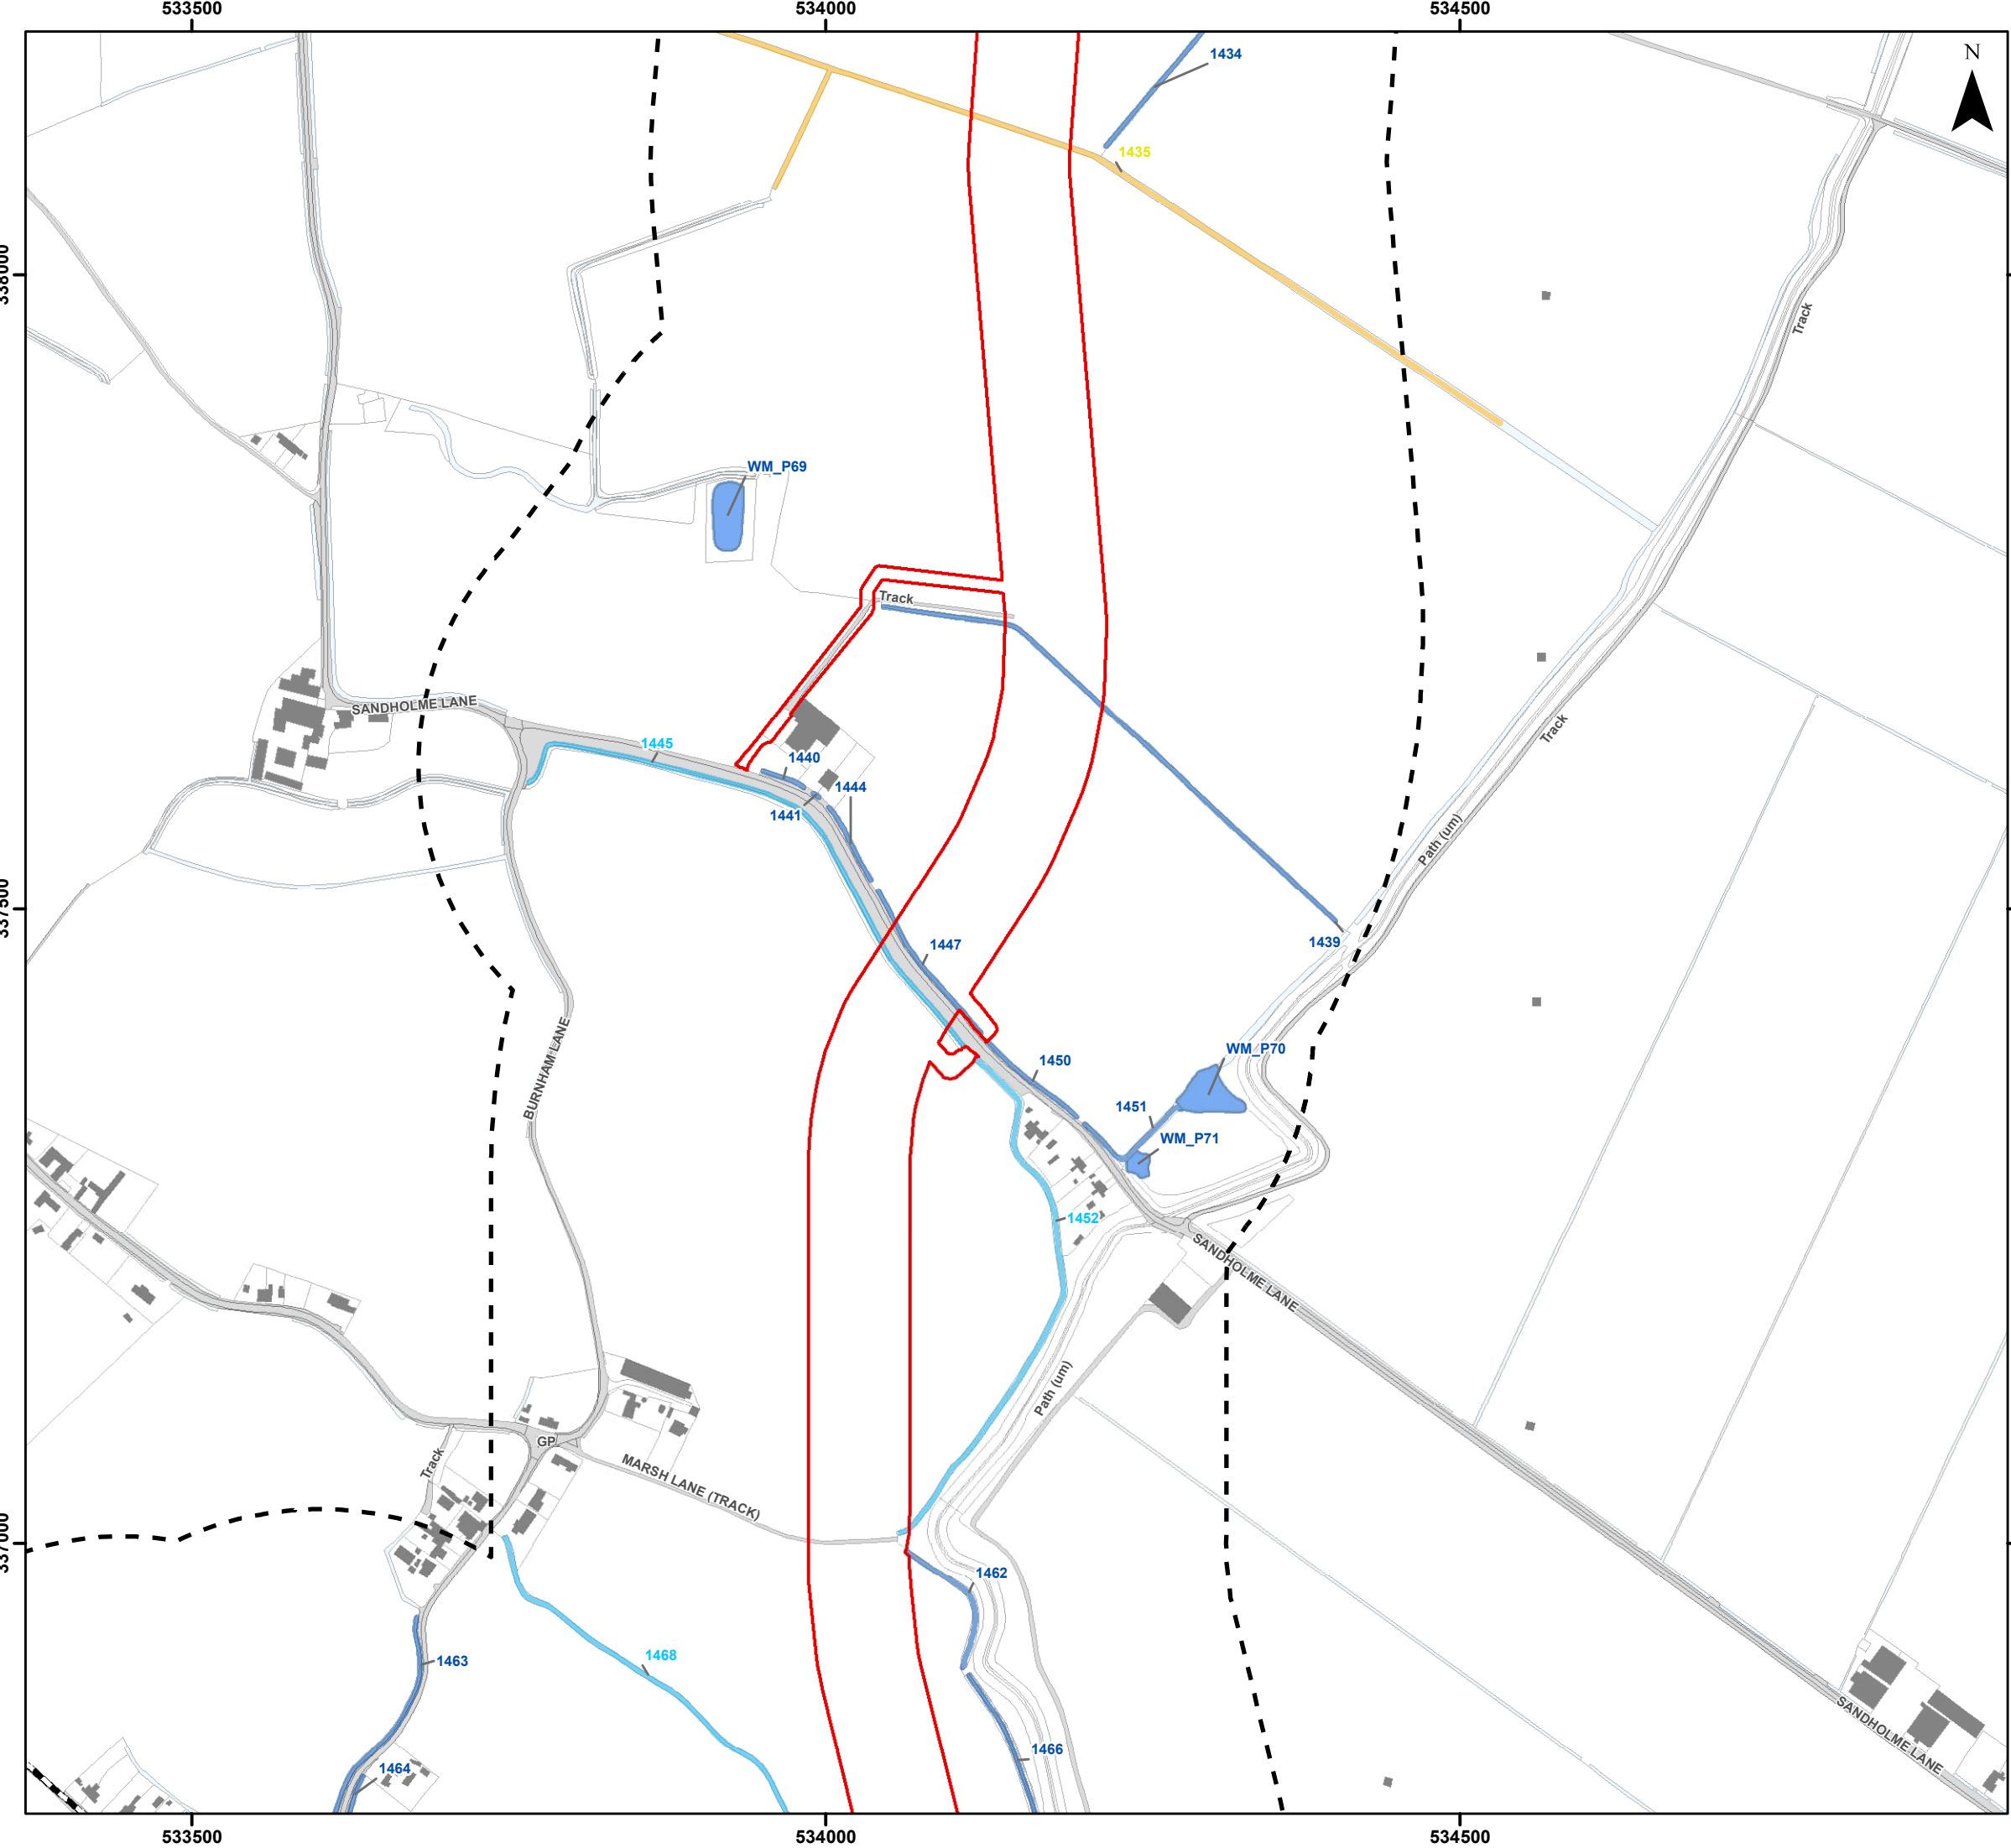 533500
534000
534500
N
1434
1435
338000
Track
WM_P69
Track
SANDHOLME LANE
1445
1440
1444
1441
Track
Path (um)
337500
1447
1439
WM_P70
1450
BURNHAM LANE
1451
WM_P71
1452
SANDHOLME LANE
Path (um)
GP
Track
MARSH LANE (TRACK)
337000
1462
1468
1463
SANDHOLME LANE
1466
1464
533500
534000
534500